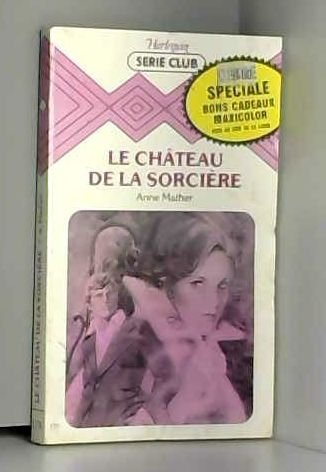 Harlequin
SERIE CLUB
SPECIALE
BONS CADEAUX
MAXICOLOR
LE CHÂTEAU
DE LA SORCIÈRE
Anne Mather
LE CHÂTEAU DE LA SORCIÈRE